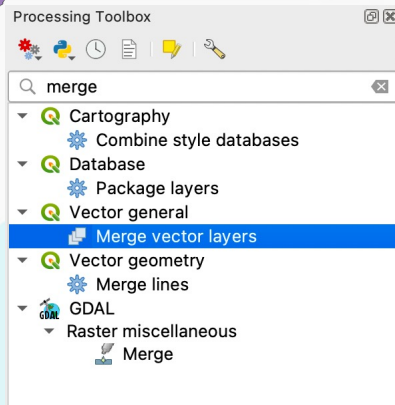 Processing Toolbox
merge
Cartography
Combine style databases
Database
Package layers
Vector general
Merge vector layers
Vector geometry
Merge lines
GDAL
GDAL
Raster miscellaneous
Merge